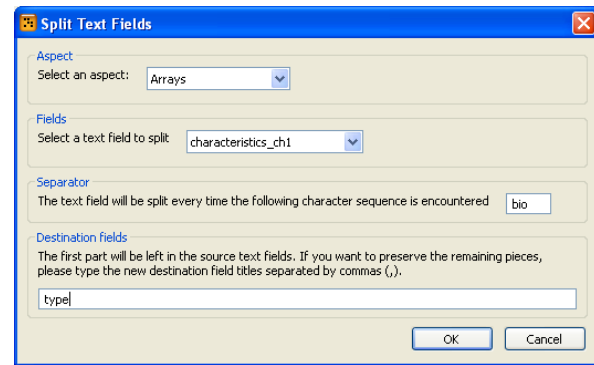 Split Text Fields
Aspect
Select an aspect: Arrays
Fields
Select a text field to split characteristics_ch1
Separator
The text field will be split every time the following character sequence is encountered bio
Destination fields
The first part will be left in the source text fields. If you want to preserve the remaining pieces,
please type the new destination field titles separated by commas (,).
type
OK Cancel